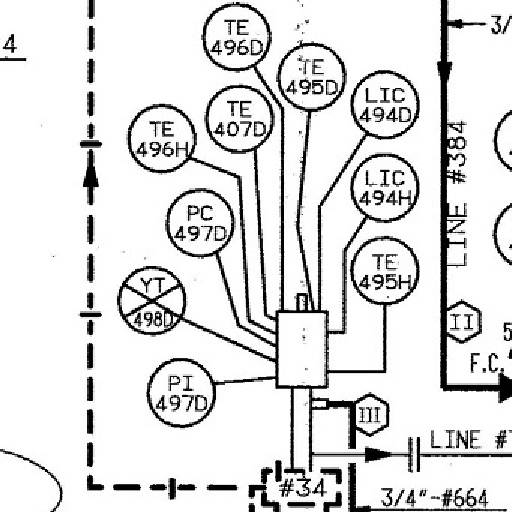 4
TE
496D
TE
495D
TE
407D
LIC
494D
TE
496H
LIC
494H
PC
497D
TE
495H
YT
498D
PI
497D
3/
LINE #384
II
5
F.C.
III
LINE #
#34
3/4"-#664